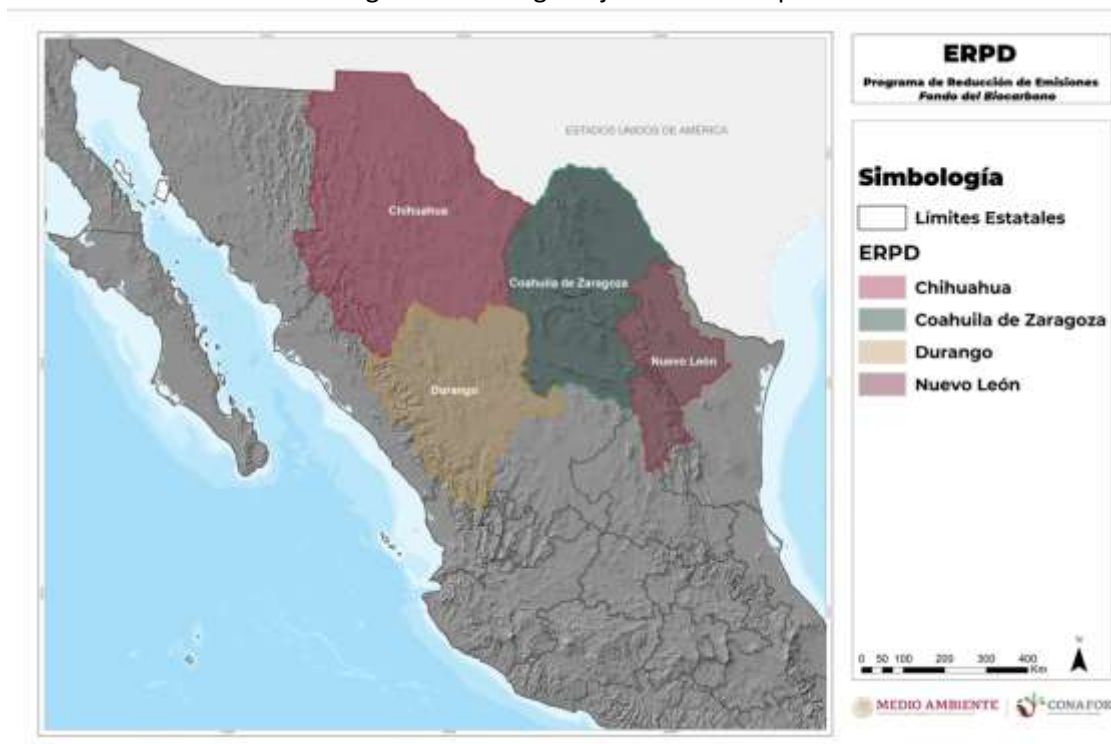 ERPD
Programa de Reducción de Emisiones
Fondo del Biocarbono
ESTADOS UNIDOS DE AMÉRICA
Chihuahua
Coahuila de Zaragoza
Nuevo León
Durango
Simbología
Límites Estatales
ERPD
Chihuahua
Coahuila de Zaragoza
Durango
Nuevo León
0 50 100 200 300 400
Km
N
MEDIO AMBIENTE
CONAFOR